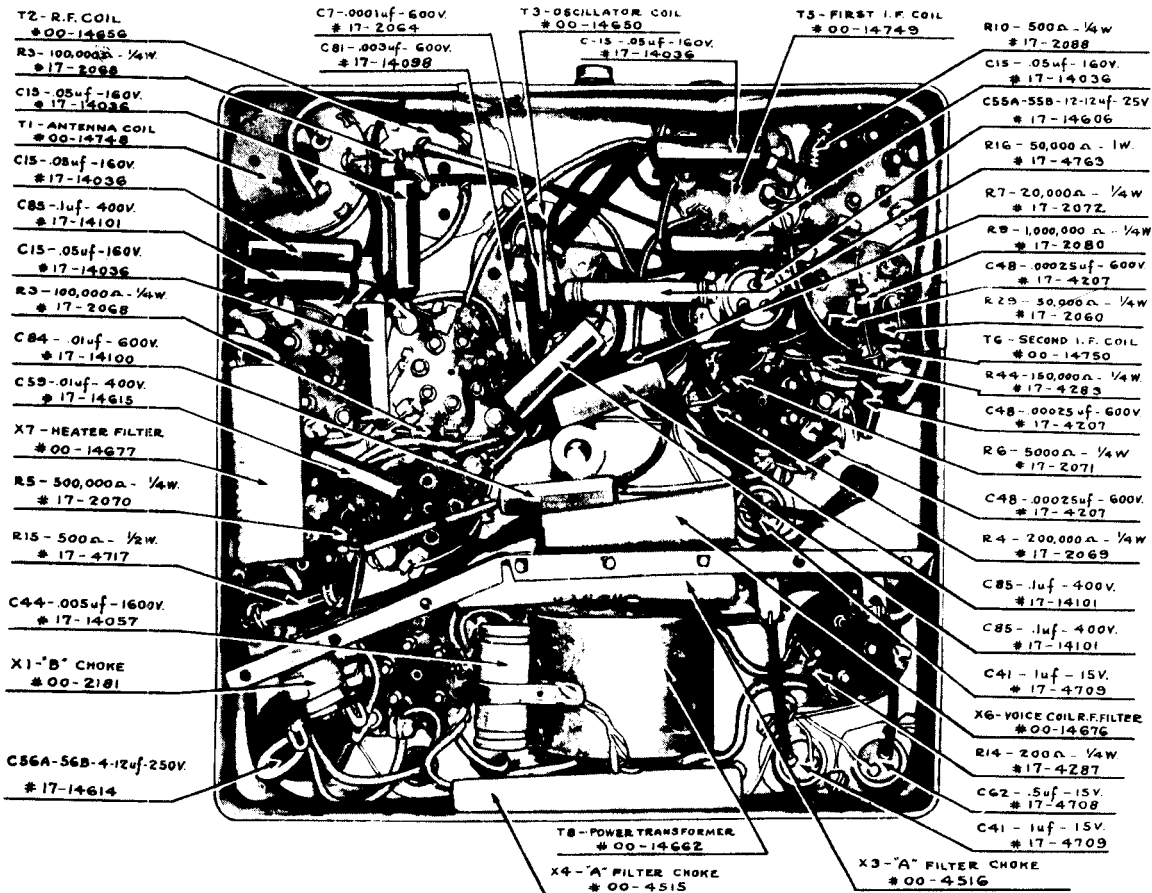 T2-R.F. COIL
#00-14656
R3-100,000Ω-1/4W.
#17-2068
C15-.05uf-160V.
#17-14036
T1-ANTENNA COIL
#00-14748
C15-.05uf-160V.
#17-14036
C85-.1uf-400V.
#17-14101
C15-.05uf-160V.
#17-14036
R3-100,000Ω-1/4W.
#17-2068
C84-.01uf-600V.
#17-14100
C59-.01uf-400V.
#17-14615
X7-HEATER FILTER
#00-14677
R5-500,000Ω-1/4W.
#17-2070
R15-500Ω-1/2W.
#17-4717
C44-.005uf-1600V.
#17-14057
X1-"B" CHOKE
#00-2181
C56A-56B-4-12uf-250V.
#17-14614
C7-.0001uf-600V.
#17-2064
C81-.003uf-600V.
#17-14098
T3-OSCILLATOR COIL
#00-14650
C-15-.05uf-160V.
#17-14036
T5-FIRST I.F. COIL
#00-14749
R10-500Ω-1/4W
#17-2088
C15-.05uf-160V.
#17-14036
C55A-55B-12-12uf-25V
#17-14606
R16-50,000Ω-1W.
#17-4763
R7-20,000Ω-1/4W
#17-2072
R9-1,000,000Ω-1/4W
#17-2080
C48-.00025uf-600V.
#17-4207
R29-50,000Ω-1/4W
#17-2060
T6-SECOND I.F. COIL
#00-14750
R44-150,000Ω-1/4W
#17-4283
C48-.00025uf-600V.
#17-4207
R6-5000Ω-1/4W
#17-2071
C48-.00025uf-600V.
#17-4207
R4-200,000Ω-1/4W
#17-2069
C85-.1uf-400V.
#17-14101
C85-.1uf-400V.
#17-14101
C41-1uf-15V.
#17-4709
X6-VOICE COIL R.F. FILTER
#00-14676
R14-200Ω-1/4W.
#17-4287
C62-.5uf-15V.
#17-4708
C41-1uf-15V.
#17-4709
T8-POWER TRANSFORMER
#00-14662
X4-"A" FILTER CHOKE
#00-4515
X3-"A" FILTER CHOKE
#00-4516